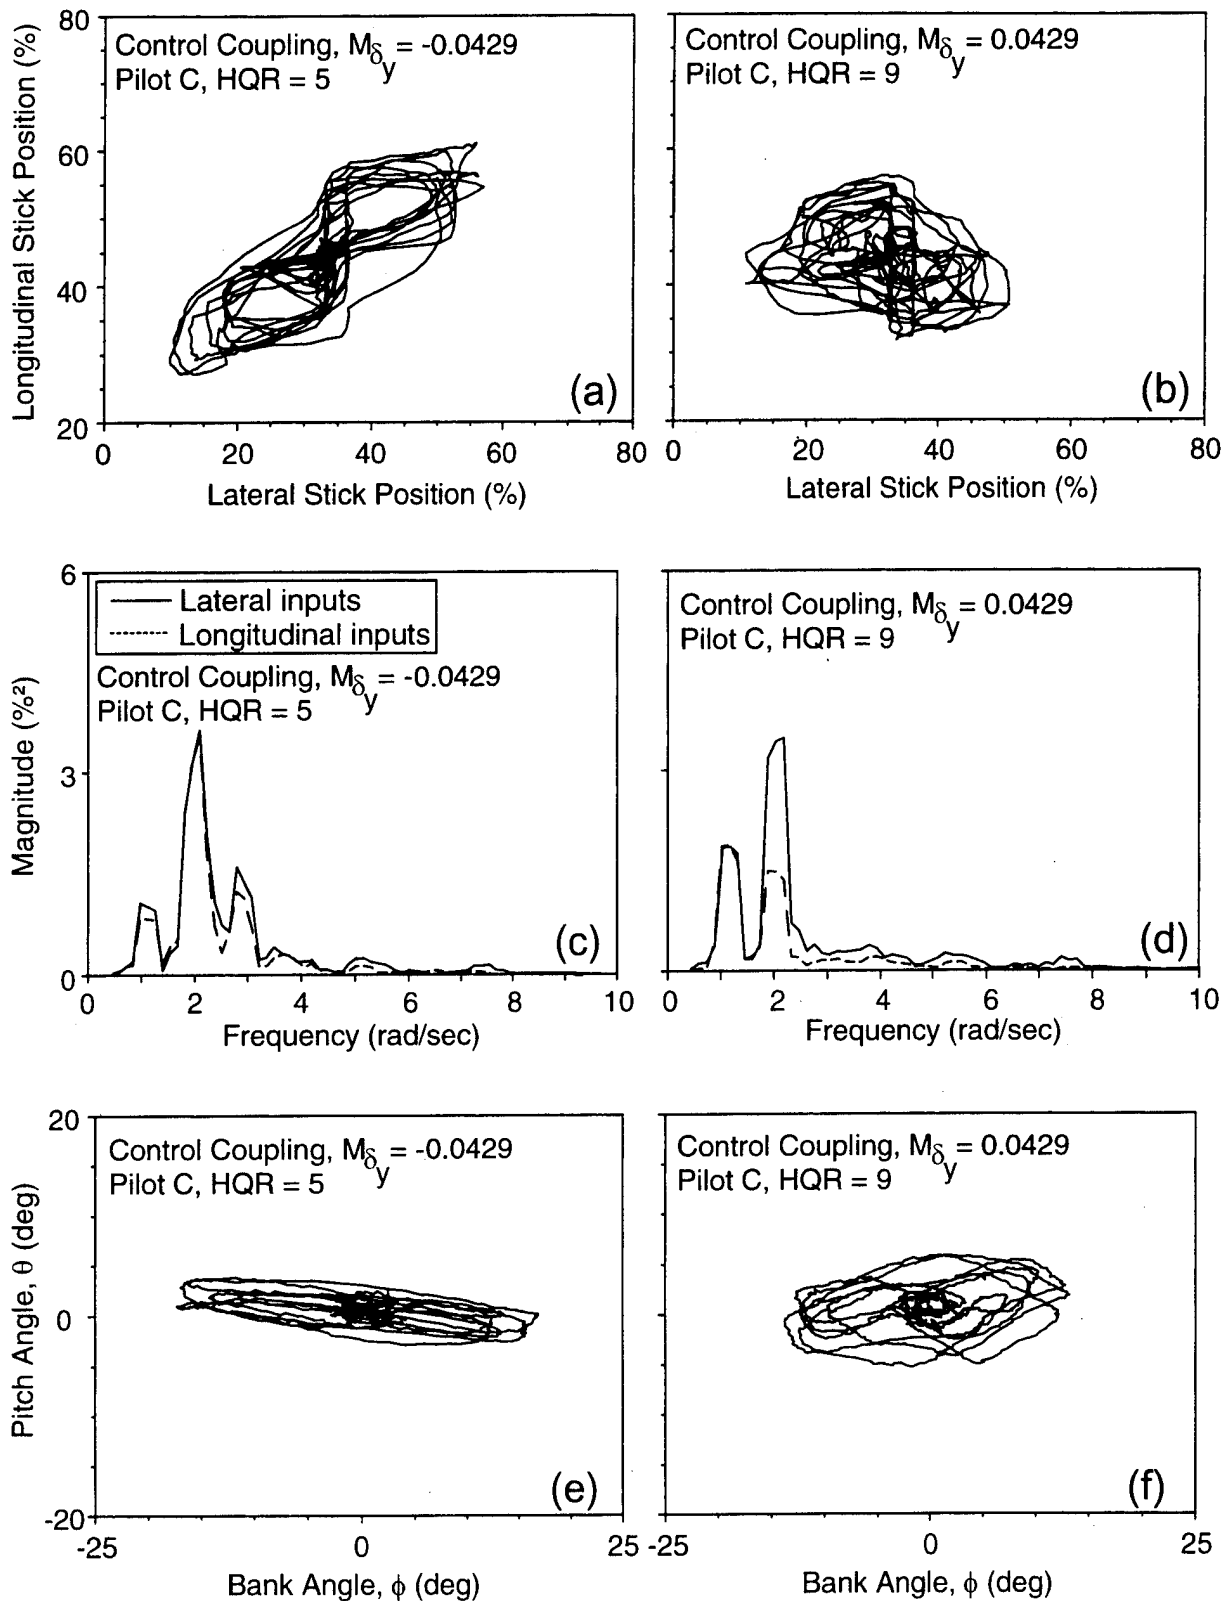 Longitudinal Stick Position (%)
80
60
40
20
Control Coupling, Mδy = -0.0429
Pilot C, HQR = 5
(a)
0 20 40 60 80
Lateral Stick Position (%)
Control Coupling, Mδy = 0.0429
Pilot C, HQR = 9
(b)
0 20 40 60 80
Lateral Stick Position (%)
Magnitude (%²)
6
3
0
Lateral inputs
Longitudinal inputs
Control Coupling, Mδy = -0.0429
Pilot C, HQR = 5
(c)
0 2 4 6 8 10
Frequency (rad/sec)
Control Coupling, Mδy = 0.0429
Pilot C, HQR = 9
(d)
0 2 4 6 8 10
Frequency (rad/sec)
Pitch Angle, θ (deg)
20
0
-20
Control Coupling, Mδy = -0.0429
Pilot C, HQR = 5
(e)
-25 0 25
Bank Angle, ϕ (deg)
Control Coupling, Mδy = 0.0429
Pilot C, HQR = 9
(f)
-25 0 25
Bank Angle, ϕ (deg)